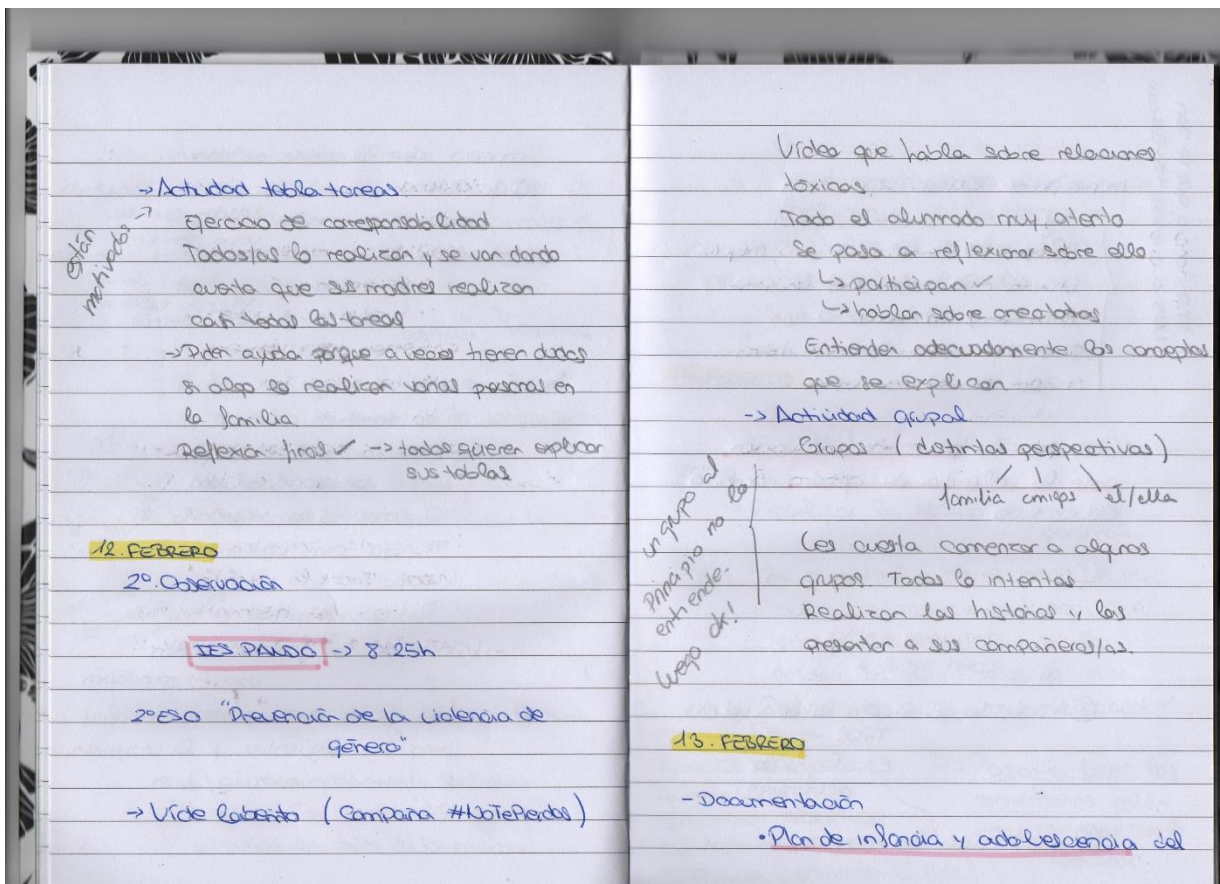 -> Actividad tabla tareas.
están
motivados
Ejercicio de corresponsabilidad
Todos/as lo realizan y se van dando
cuenta que sus madres realizan
casi todas las tareas
-> Piden ayuda porque a veces tienen dudas
si algo lo realizan varias personas en
la familia.
Reflexión final ✓ -> todos quieren explicar
sus tablas
12. FEBRERO
2º Observación
IES PANDO -> 8.25h
2º ESO "Prevención de la violencia de
género"
-> Víde laberinto (Campaña #NoTePierdas)
Vídeo que habla sobre relaciones
tóxicas.
Todo el alumnado muy atento
Se pasa a reflexionar sobre ello
↳ participan ✓
↳ hablan sobre
Entienden adecuadamente los conceptos
que se explican
-> Actividad grupal.
Grupos (distintas perspectivas)
familia amigos él/ella
un grupo al
principio no lo
entiende.
Luego ok!
Les cuesta comenzar a algunos
grupos. Todos lo intentas
Realizan las historias y las
presentan a sus compañeros/as.
13. FEBRERO
- Documentación
• Plan de infancia y adolescencia del